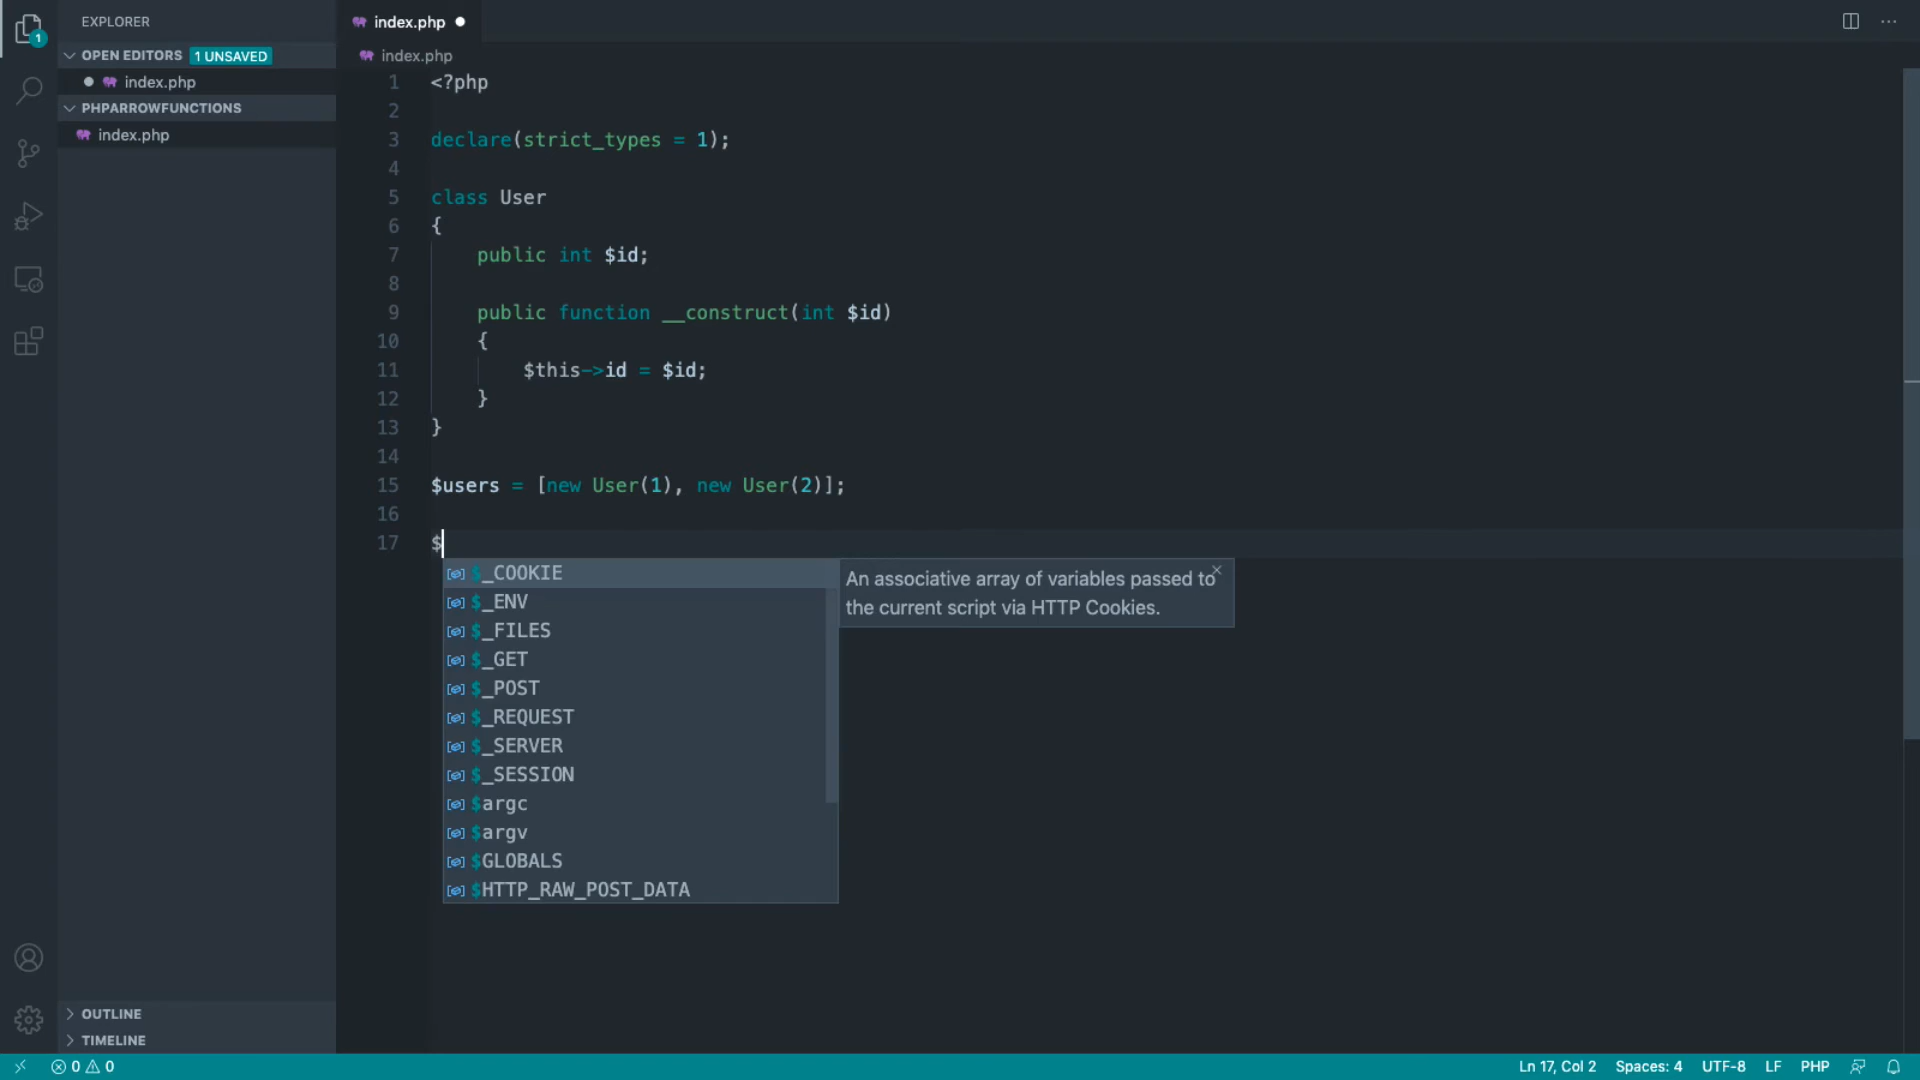 EXPLORER
OPEN EDITORS 1 UNSAVED
index.php
PHPARROWFUNCTIONS
index.php
OUTLINE
TIMELINE
1
index.php
index.php
1 <?php
2
3 declare(strict_types = 1);
4
5 class User
6 {
7 public int $id;
8
9 public function __construct(int $id)
10 {
11 $this->id = $id;
12 }
13 }
14
15 $users = [new User(1), new User(2)];
16
17 $
$_COOKIE
$_ENV
$_FILES
$_GET
$_POST
$_REQUEST
$_SERVER
$_SESSION
$argc
$argv
$GLOBALS
$HTTP_RAW_POST_DATA
An associative array of variables passed to
the current script via HTTP Cookies.
0 0 Ln 17, Col 2 Spaces: 4 UTF-8 LF PHP